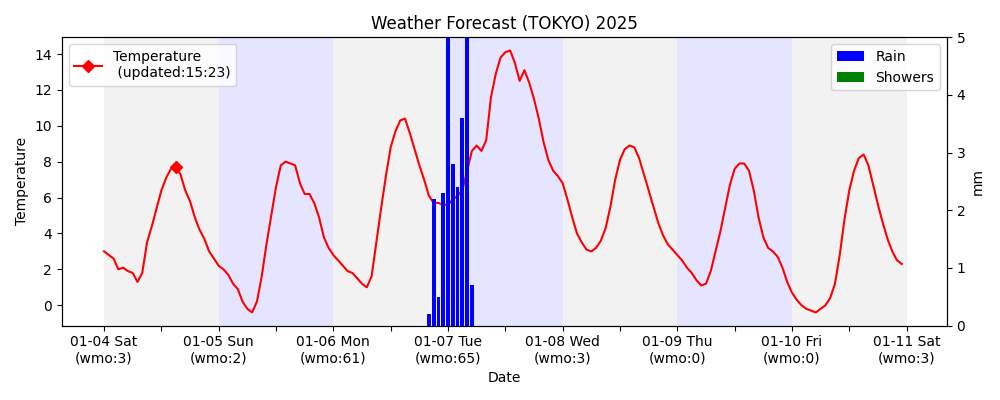 Weather Forecast (TOKYO) 2025
Temperature
(updated:15:23)
Rain
Showers
Temperature
14
12
10
8
6
4
2
0
5
4
3
2
1
0
mm
01-04 Sat
(wmo:3)
01-05 Sun
(wmo:2)
01-06 Mon
(wmo:61)
01-07 Tue
(wmo:65)
01-08 Wed
(wmo:3)
01-09 Thu
(wmo:0)
01-10 Fri
(wmo:0)
01-11 Sat
(wmo:3)
Date